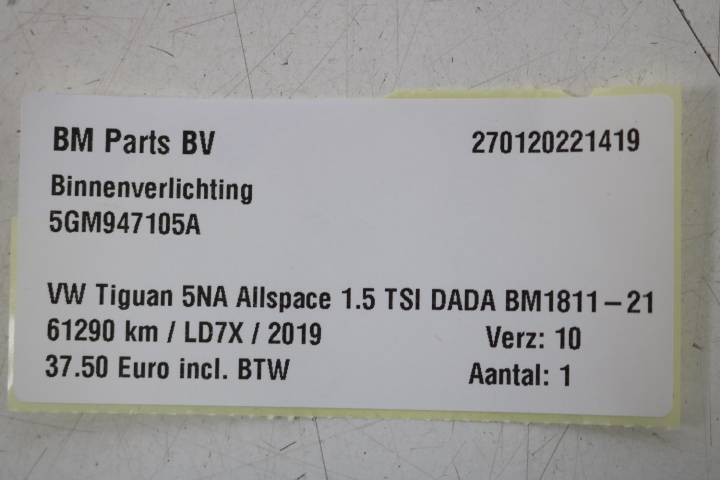 BM Parts BV 270120221419
Binnenverlichting
5GM947105A
VW Tiguan 5NA Allspace 1.5 TSI DADA BM1811-21
61290 km / LD7X / 2019 Verz: 10
37.50 Euro incl. BTW Aantal: 1